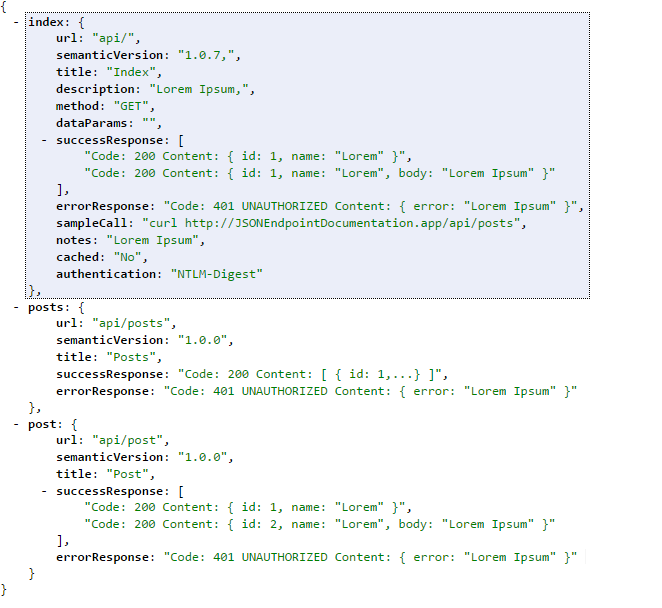 {
- index: {
url: "api/",
semanticVersion: "1.0.7,",
title: "Index",
description: "Lorem Ipsum,",
method: "GET",
dataParams: "",
- successResponse: [
"Code: 200 Content: { id: 1, name: "Lorem" }",
"Code: 200 Content: { id: 1, name: "Lorem", body: "Lorem Ipsum" }"
],
errorResponse: "Code: 401 UNAUTHORIZED Content: { error: "Lorem Ipsum" }",
sampleCall: "curl http://JSONEndpointDocumentation.app/api/posts",
notes: "Lorem Ipsum",
cached: "No",
authentication: "NTLM-Digest"
},
- posts: {
url: "api/posts",
semanticVersion: "1.0.0",
title: "Posts",
successResponse: "Code: 200 Content: [ { id: 1,...} ]",
errorResponse: "Code: 401 UNAUTHORIZED Content: { error: "Lorem Ipsum" }"
},
- post: {
url: "api/post",
semanticVersion: "1.0.0",
title: "Post",
- successResponse: [
"Code: 200 Content: { id: 1, name: "Lorem" }",
"Code: 200 Content: { id: 2, name: "Lorem", body: "Lorem Ipsum" }"
],
errorResponse: "Code: 401 UNAUTHORIZED Content: { error: "Lorem Ipsum" }"
}
}